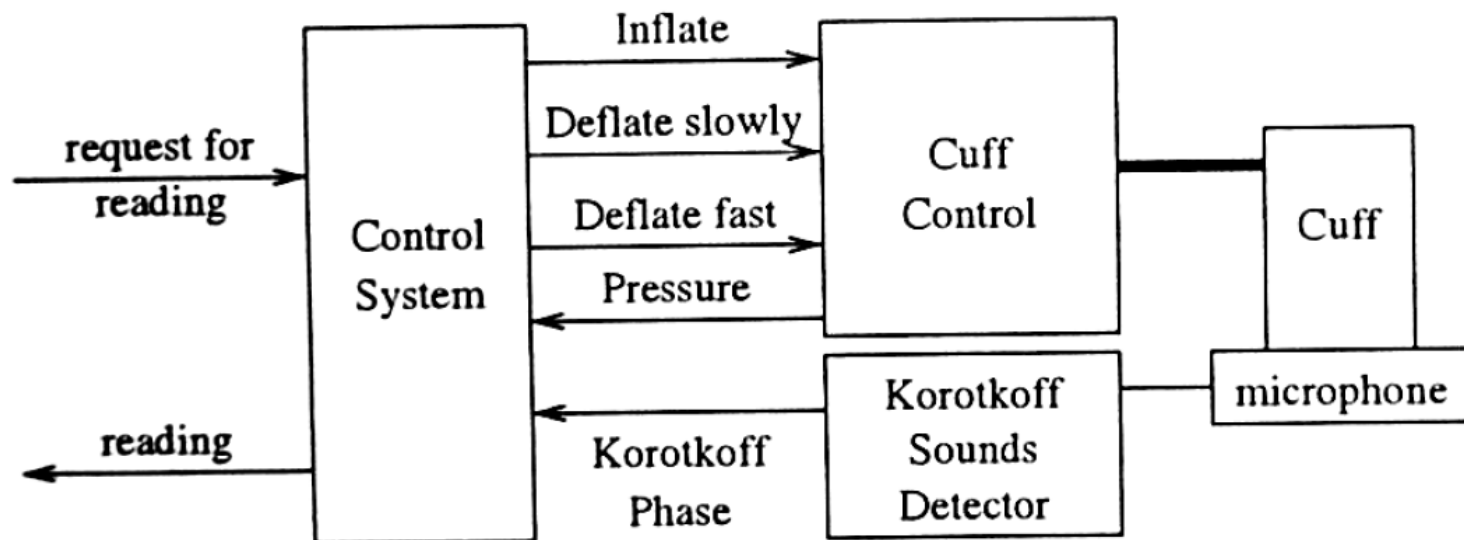 request for
reading
reading
Control
System
Inflate
Deflate slowly
Deflate fast
Pressure
Korotkoff
Phase
Cuff
Control
Korotkoff
Sounds
Detector
Cuff
microphone